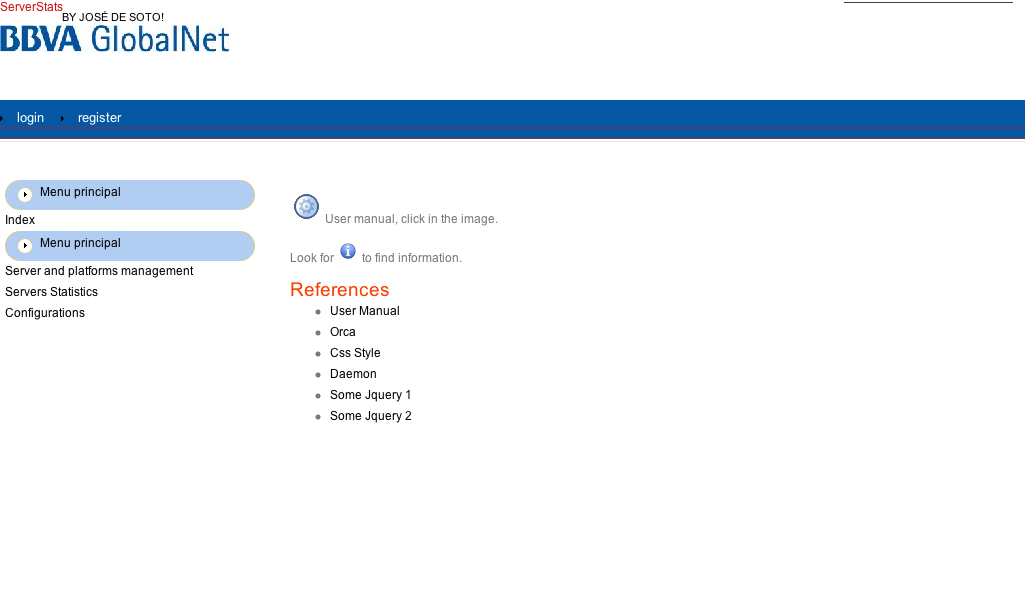 ServerStats
BY JOSÉ DE SOTO!
BBVA GlobalNet
login register
Menu principal
Index
Menu principal
Server and platforms management
Servers Statistics
Configurations
User manual, click in the image.
Look for to find information.
References
User Manual
Orca
Css Style
Daemon
Some Jquery 1
Some Jquery 2